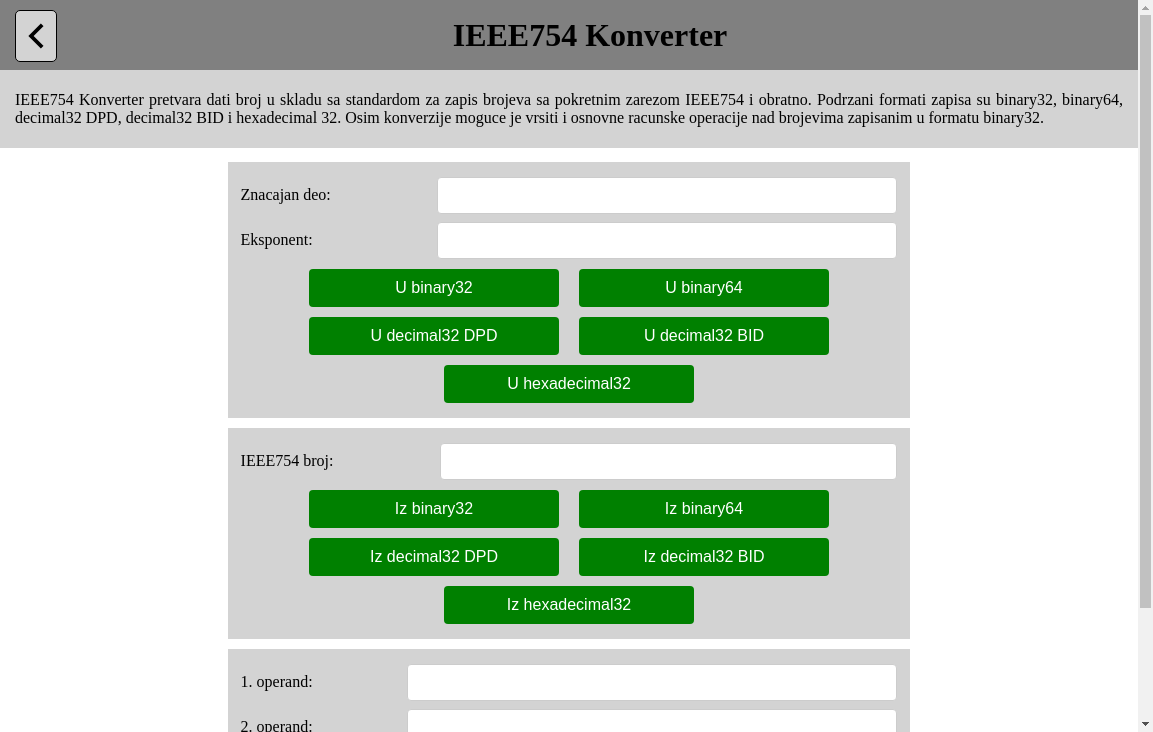 IEEE754 Konverter
IEEE754 Konverter pretvara dati broj u skladu sa standardom za zapis brojeva sa pokretnim zarezom IEEE754 i obratno. Podrzani formati zapisa su binary32, binary64,
decimal32 DPD, decimal32 BID i hexadecimal 32. Osim konverzije moguce je vrsiti i osnovne racunske operacije nad brojevima zapisanim u formatu binary32.
Znacajan deo:
Eksponent:
U binary32 U binary64
U decimal32 DPD U decimal32 BID
U hexadecimal32
IEEE754 broj:
Iz binary32 Iz binary64
Iz decimal32 DPD Iz decimal32 BID
Iz hexadecimal32
1. operand:
2. operand: